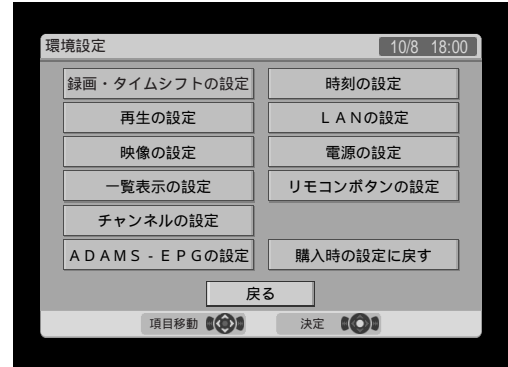 環境設定 10/8 18:00
録画・タイムシフトの設定 時刻の設定
再生の設定 ＬＡＮの設定
映像の設定 電源の設定
一覧表示の設定 リモコンボタンの設定
チャンネルの設定
ＡＤＡＭＳ－ＥＰＧの設定 購入時の設定に戻す
戻る
項目移動 決定